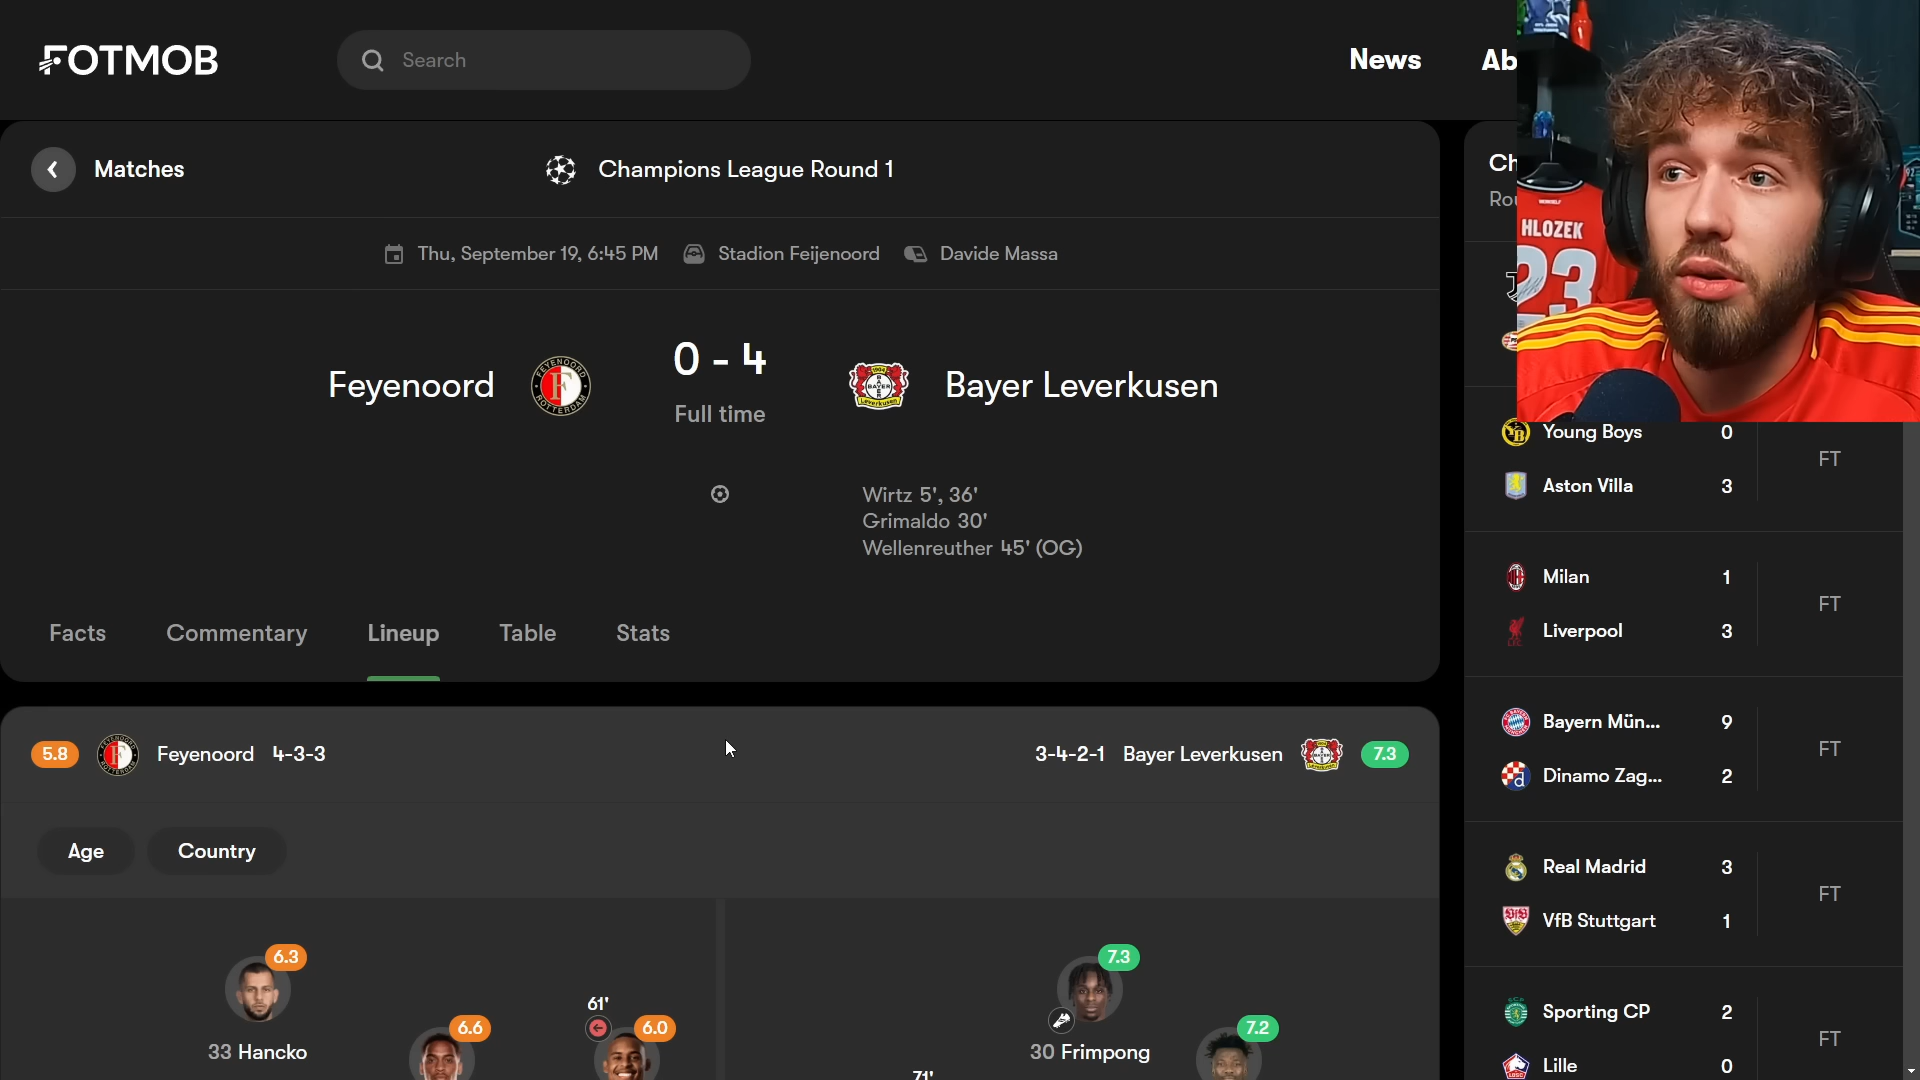 FOTMOB
Search
News
Ab
Matches
Champions League Round 1
Thu, September 19, 6:45 PM
Stadion Feijenoord
Davide Massa
Feyenoord
0 - 4
Full time
Bayer Leverkusen
Wirtz 5', 36'
Grimaldo 30'
Wellenreuther 45' (OG)
Facts
Commentary
Lineup
Table
Stats
5.8
Feyenoord 4-3-3
3-4-2-1 Bayer Leverkusen
7.3
Age
Country
6.3
33 Hancko
6.6
61'
6.0
7.3
30 Frimpong
7.2
71'
Ch
Rou
HLOZEK
23
Young Boys 0
Aston Villa 3
FT
Milan 1
Liverpool 3
FT
Bayern Mün... 9
Dinamo Zag... 2
FT
Real Madrid 3
VfB Stuttgart 1
FT
Sporting CP 2
Lille 0
FT